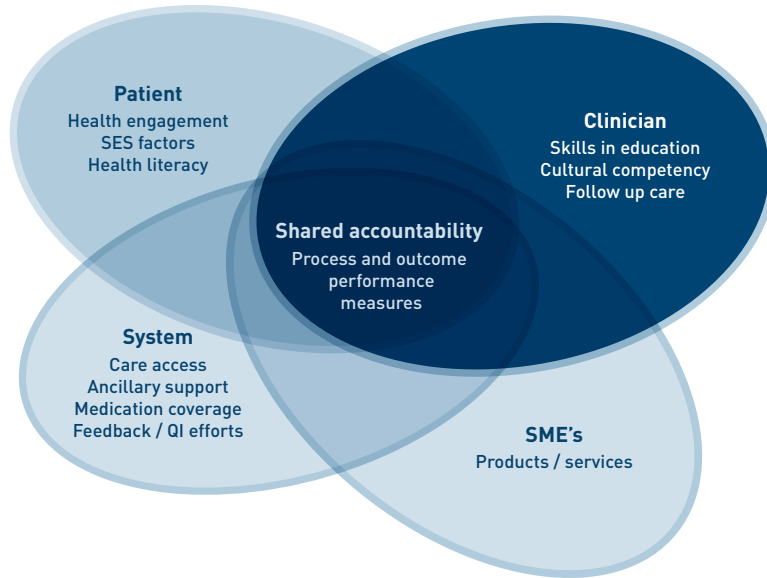 Patient
Health engagement
SES factors
Health literacy
Clinician
Skills in education
Cultural competency
Follow up care
Shared accountability
Process and outcome
performance
measures
System
Care access
Ancillary support
Medication coverage
Feedback / QI efforts
SME's
Products / services